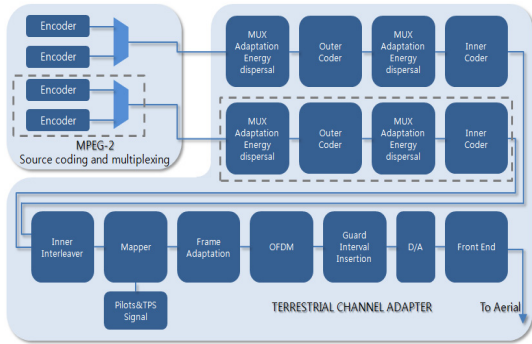 Encoder
Encoder
Encoder
Encoder
MPEG-2
Source coding and multiplexing
MUX
Adaptation
Energy
dispersal
Outer
Coder
MUX
Adaptation
Energy
dispersal
Inner
Coder
MUX
Adaptation
Energy
dispersal
Outer
Coder
MUX
Adaptation
Energy
dispersal
Inner
Coder
Inner
Interleaver
Mapper
Frame
Adaptation
OFDM
Guard
Interval
Insertion
D/A
Front End
Pilots&TPS
Signal
TERRESTRIAL CHANNEL ADAPTER
To Aerial